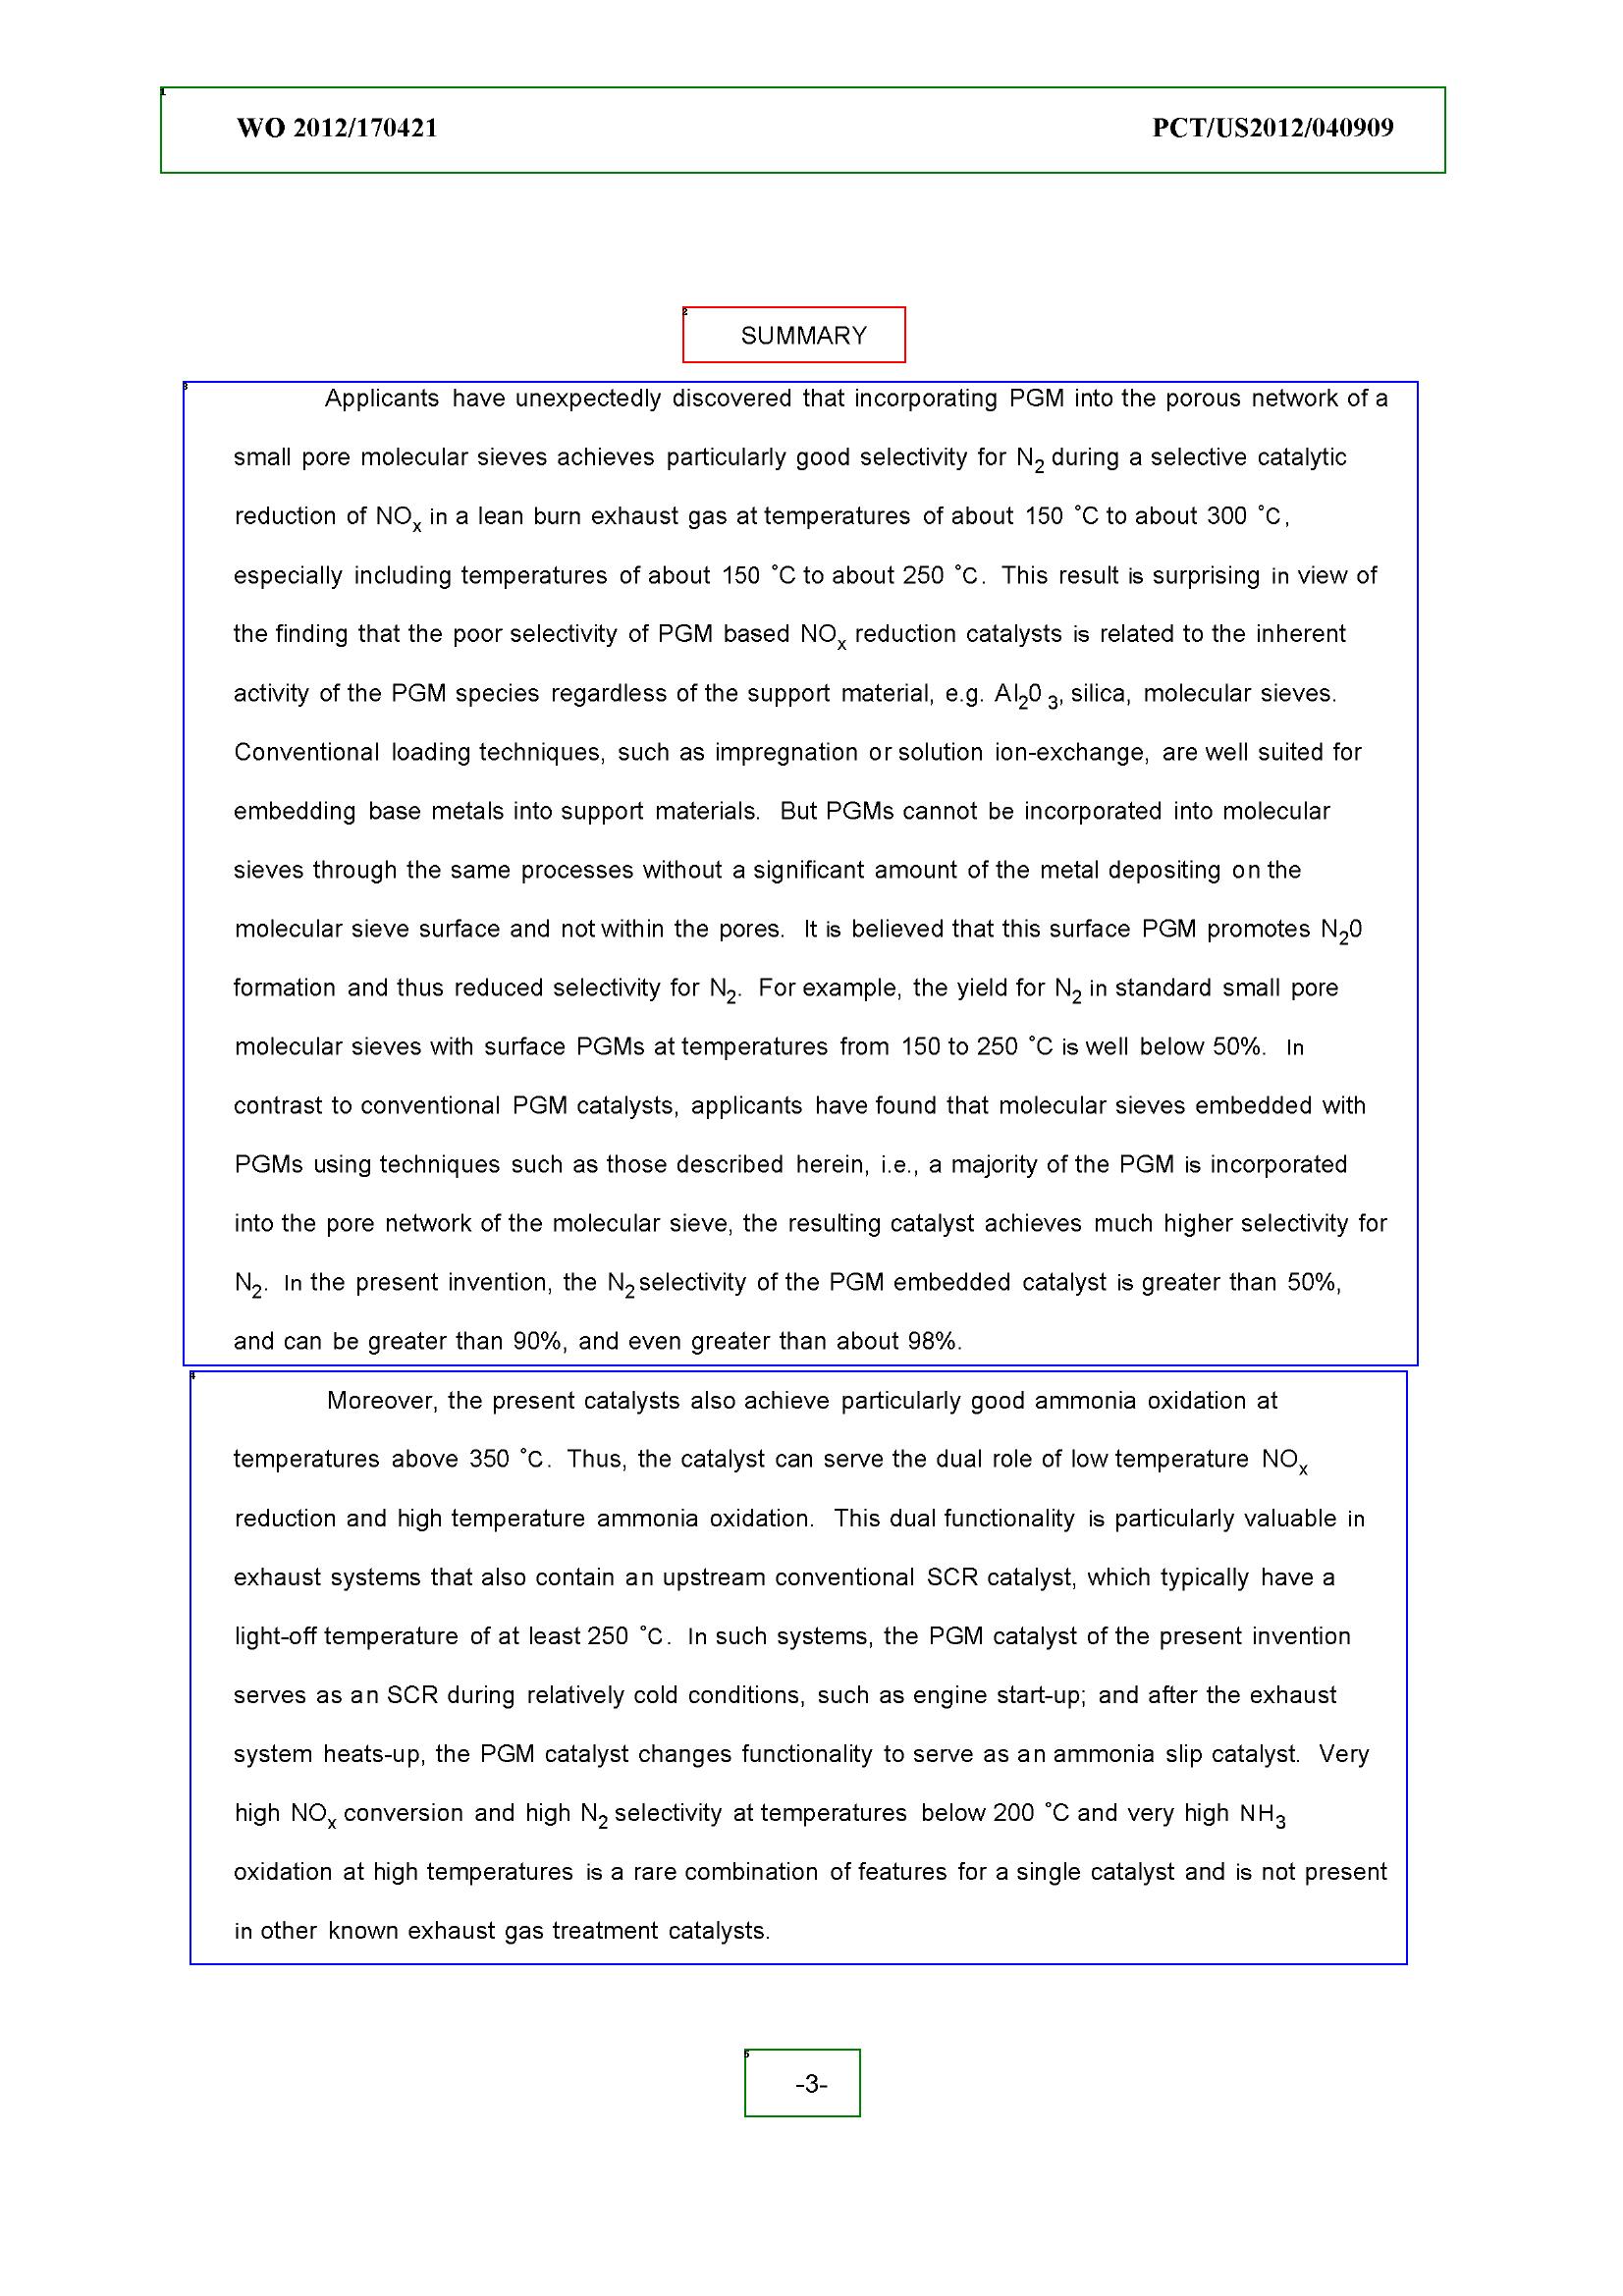 1
WO 2012/170421 PCT/US2012/040909
2
SUMMARY
3
Applicants have unexpectedly discovered that incorporating PGM into the porous network of a
small pore molecular sieves achieves particularly good selectivity for N₂ during a selective catalytic
reduction of NOₓ in a lean burn exhaust gas at temperatures of about 150 ˚C to about 300 ˚C,
especially including temperatures of about 150 ˚C to about 250 ˚C. This result is surprising in view of
the finding that the poor selectivity of PGM based NOₓ reduction catalysts is related to the inherent
activity of the PGM species regardless of the support material, e.g. Al₂0 ₃, silica, molecular sieves.
Conventional loading techniques, such as impregnation or solution ion-exchange, are well suited for
embedding base metals into support materials. But PGMs cannot be incorporated into molecular
sieves through the same processes without a significant amount of the metal depositing on the
molecular sieve surface and not within the pores. It is believed that this surface PGM promotes N₂0
formation and thus reduced selectivity for N₂. For example, the yield for N₂ in standard small pore
molecular sieves with surface PGMs at temperatures from 150 to 250 ˚C is well below 50%. In
contrast to conventional PGM catalysts, applicants have found that molecular sieves embedded with
PGMs using techniques such as those described herein, i.e., a majority of the PGM is incorporated
into the pore network of the molecular sieve, the resulting catalyst achieves much higher selectivity for
N₂. In the present invention, the N₂ selectivity of the PGM embedded catalyst is greater than 50%,
and can be greater than 90%, and even greater than about 98%.
4
Moreover, the present catalysts also achieve particularly good ammonia oxidation at
temperatures above 350 ˚C. Thus, the catalyst can serve the dual role of low temperature NOₓ
reduction and high temperature ammonia oxidation. This dual functionality is particularly valuable in
exhaust systems that also contain an upstream conventional SCR catalyst, which typically have a
light-off temperature of at least 250 ˚C. In such systems, the PGM catalyst of the present invention
serves as an SCR during relatively cold conditions, such as engine start-up; and after the exhaust
system heats-up, the PGM catalyst changes functionality to serve as an ammonia slip catalyst. Very
high NOₓ conversion and high N₂ selectivity at temperatures below 200 ˚C and very high NH₃
oxidation at high temperatures is a rare combination of features for a single catalyst and is not present
in other known exhaust gas treatment catalysts.
5
-3-